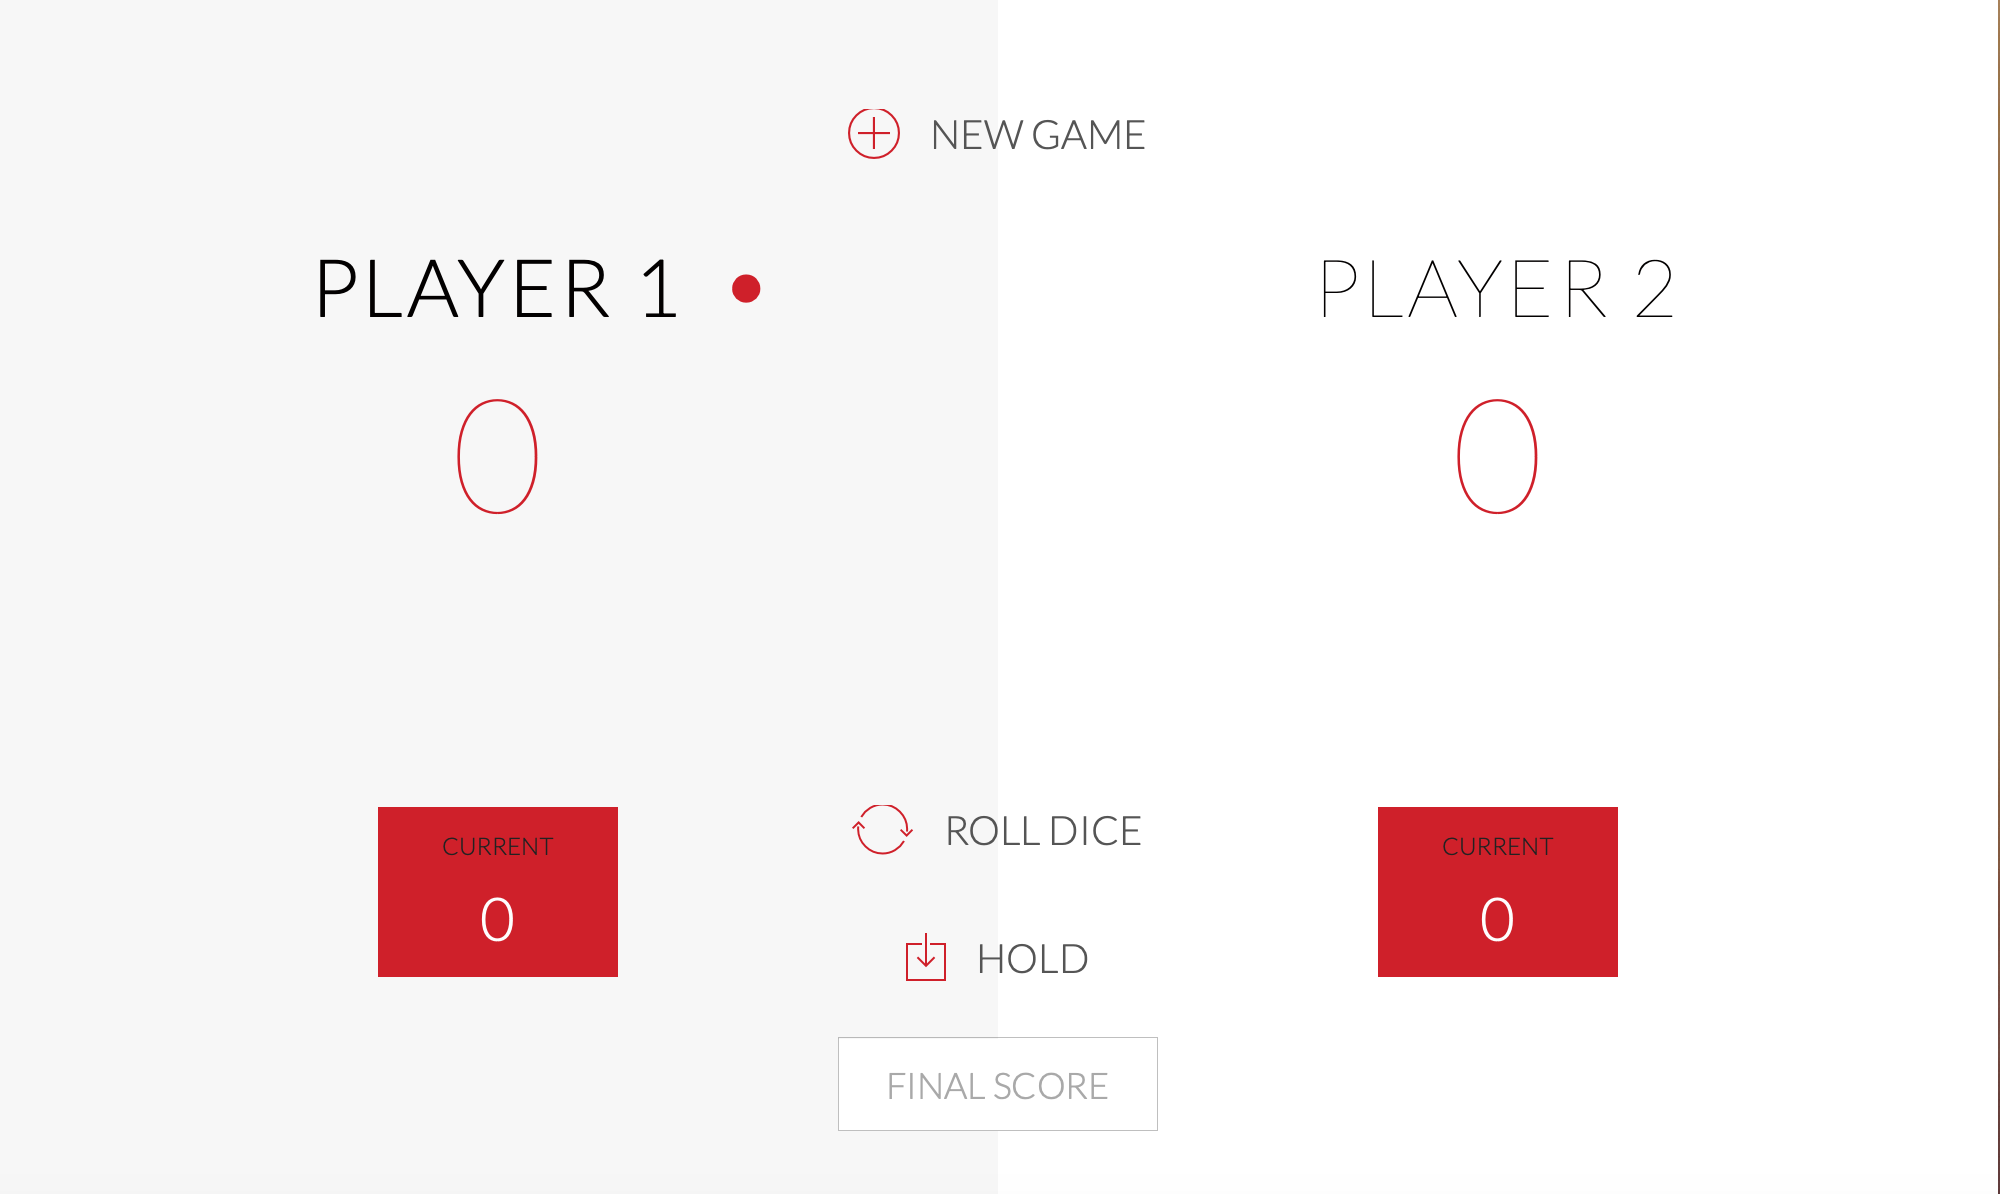 NEW GAME
PLAYER 1
0
PLAYER 2
0
CURRENT
0
ROLL DICE
HOLD
CURRENT
0
FINAL SCORE